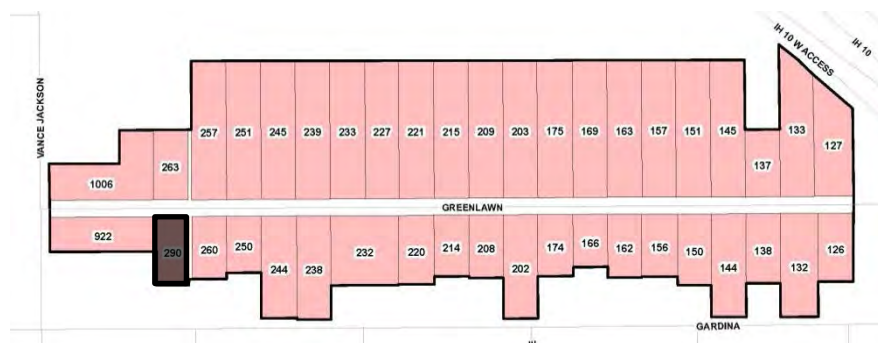 IH 10 W ACCESS
IH 10
VANCE JACKSON
257 251 245 239 233 227 221 215 209 203 175 169 163 157 151 145 133
127
263 137
1006
GREENLAWN
922 290 260 250 244 238 232 220 214 208 202 174 166 162 156 150 144 138 132 126
GARDINA